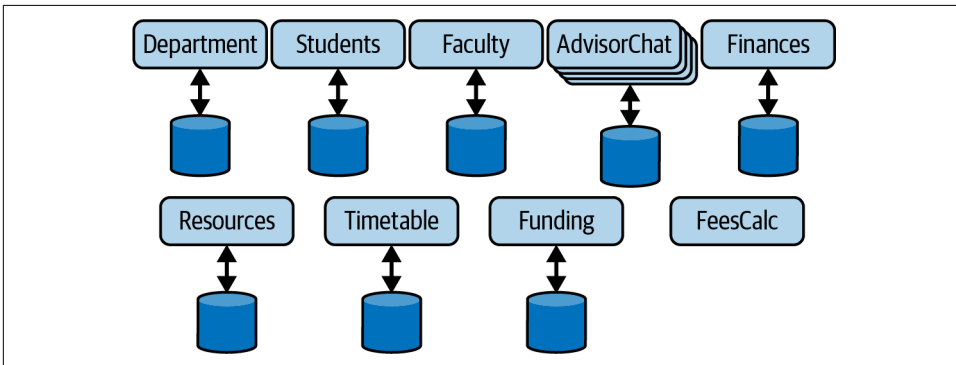 Department
Students
Faculty
AdvisorChat
Finances
Resources
Timetable
Funding
FeesCalc